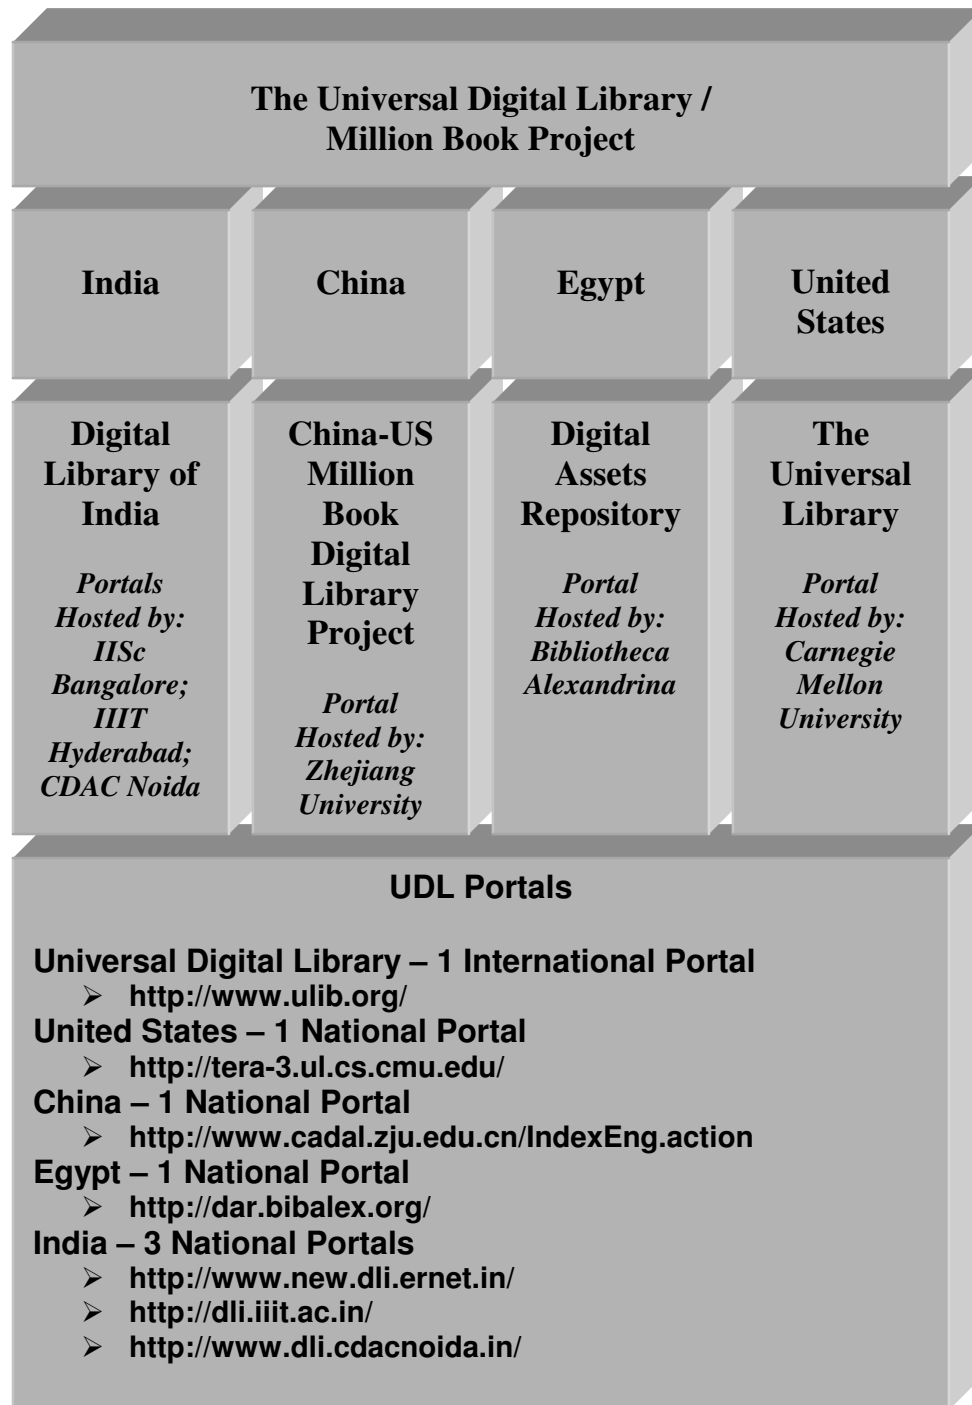 The Universal Digital Library /
Million Book Project
India
China
Egypt
United
States
Digital
Library of
India
Portals
Hosted by:
IISc
Bangalore;
IIIT
Hyderabad;
CDAC Noida
China-US
Million
Book
Digital
Library
Project
Portal
Hosted by:
Zhejiang
University
Digital
Assets
Repository
Portal
Hosted by:
Bibliotheca
Alexandrina
The
Universal
Library
Portal
Hosted by:
Carnegie
Mellon
University
UDL Portals
Universal Digital Library – 1 International Portal
➢ http://www.ulib.org/
United States – 1 National Portal
➢ http://tera-3.ul.cs.cmu.edu/
China – 1 National Portal
➢ http://www.cadal.zju.edu.cn/IndexEng.action
Egypt – 1 National Portal
➢ http://dar.bibalex.org/
India – 3 National Portals
➢ http://www.new.dli.ernet.in/
➢ http://dli.iiit.ac.in/
➢ http://www.dli.cdacnoida.in/